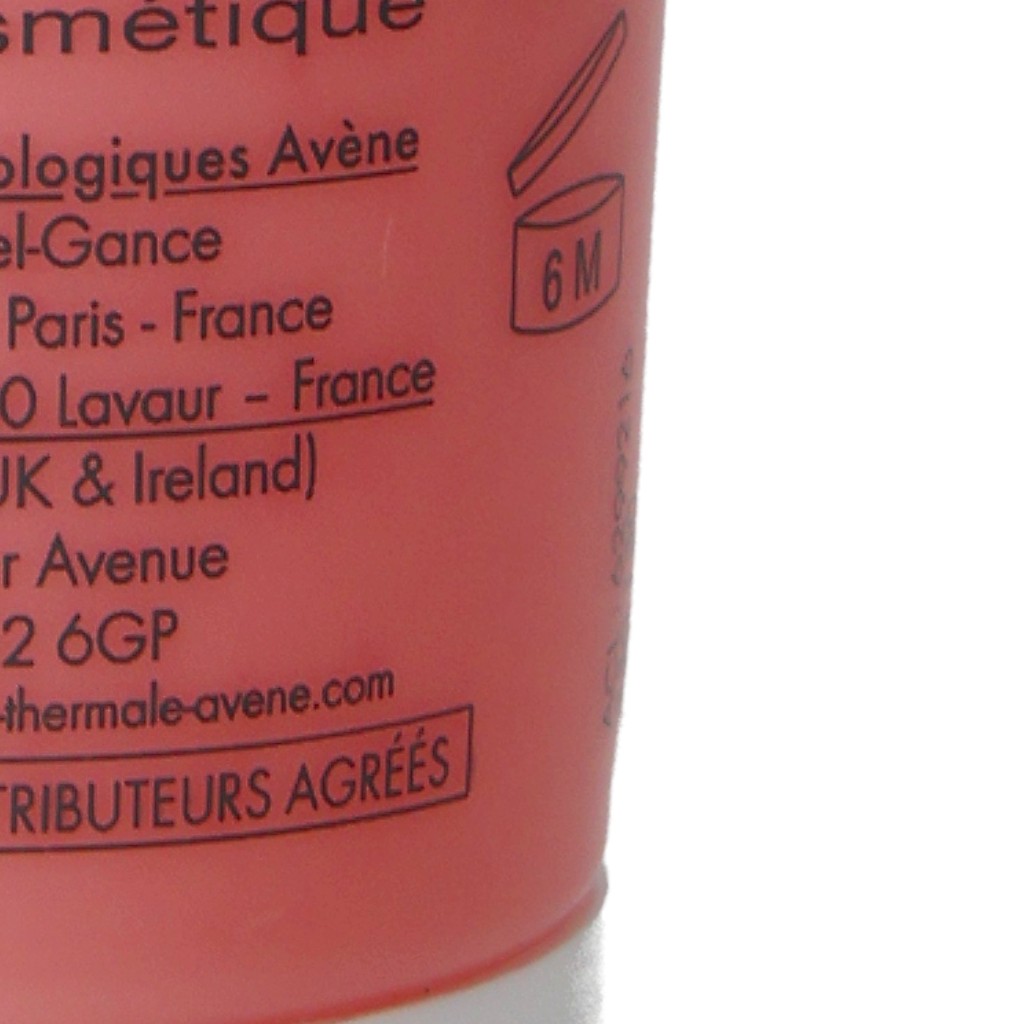 smétique
ologiques Avène
el-Gance
Paris - France
0 Lavaur – France
UK & Ireland)
r Avenue
2 6GP
-thermale-avene.com
TRIBUTEURS AGRÉÉS
6 M